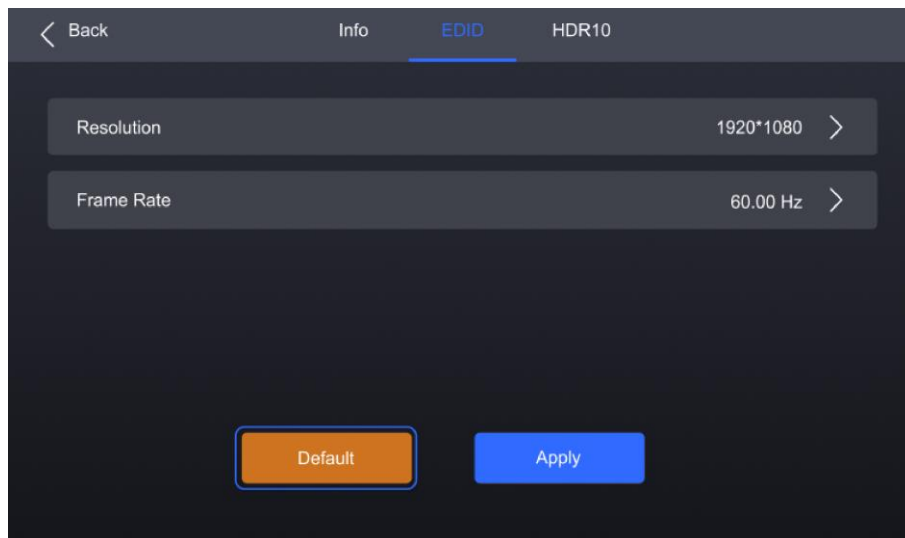 Back Info EDID HDR10
Resolution 1920*1080
Frame Rate 60.00 Hz
Default Apply